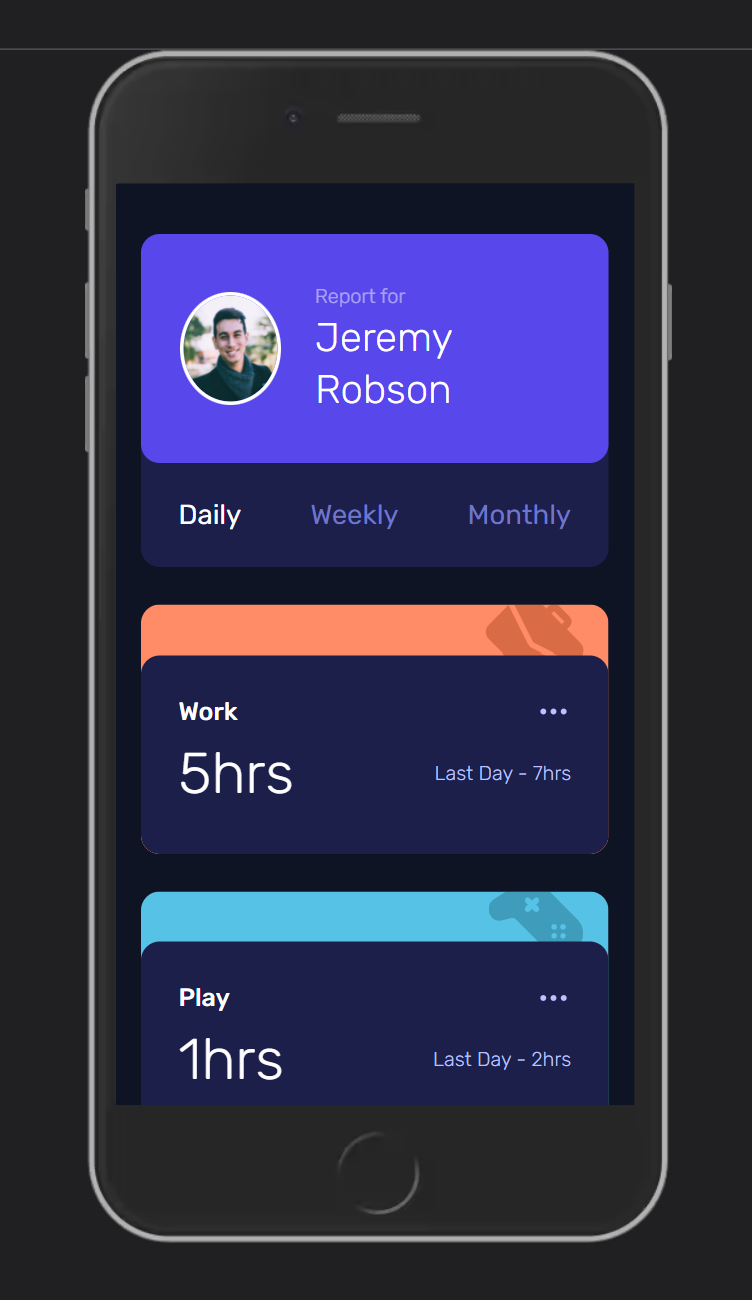 Report for
Jeremy
Robson
Daily Weekly Monthly
Work
5hrs Last Day - 7hrs
Play
1hrs Last Day - 2hrs